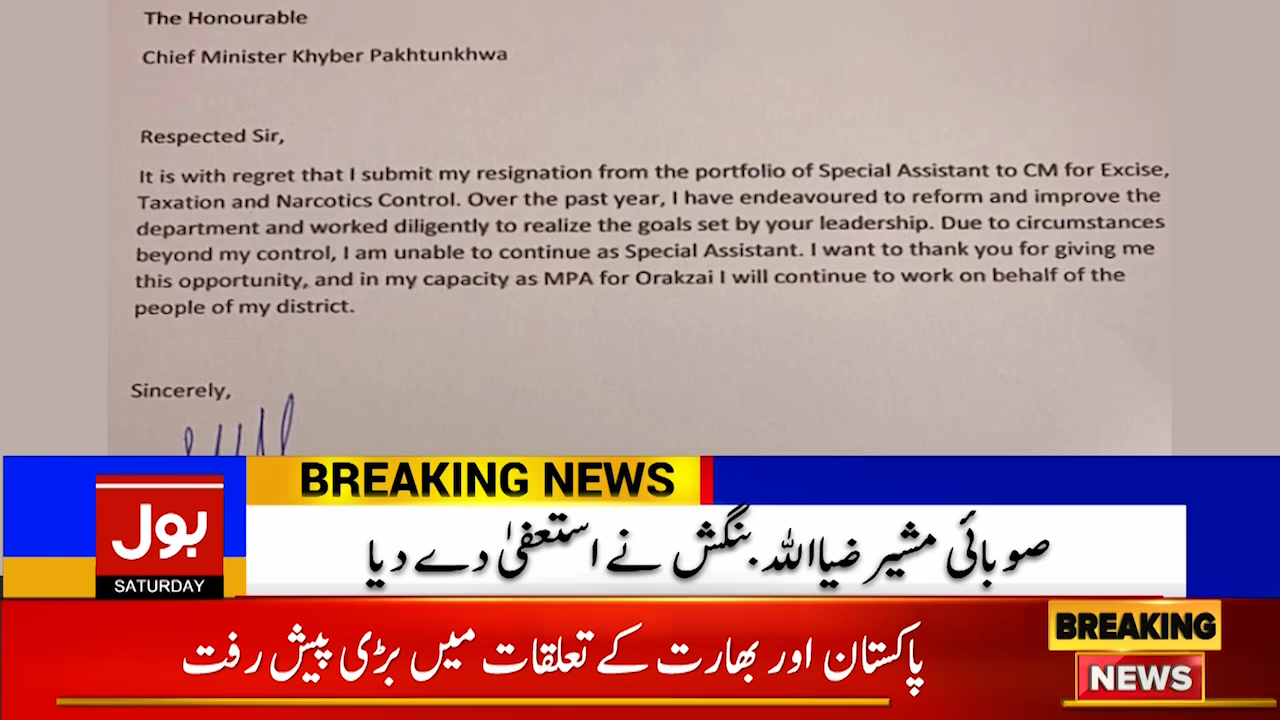 The Honourable
Chief Minister Khyber Pakhtunkhwa
Respected Sir,
It is with regret that I submit my resignation from the portfolio of Special Assistant to CM for Excise,
Taxation and Narcotics Control. Over the past year, I have endeavoured to reform and improve the
department and worked diligently to realize the goals set by your leadership. Due to circumstances
beyond my control, I am unable to continue as Special Assistant. I want to thank you for giving me
this opportunity, and in my capacity as MPA for Orakzai I will continue to work on behalf of the
people of my district.
Sincerely,
BREAKING NEWS
بول
SATURDAY
صوبائی مشیر ضیااللہ بنگش نے استعفیٰ دے دیا
پاکستان اور بھارت کے تعلقات میں بڑی پیش رفت
BREAKING
NEWS